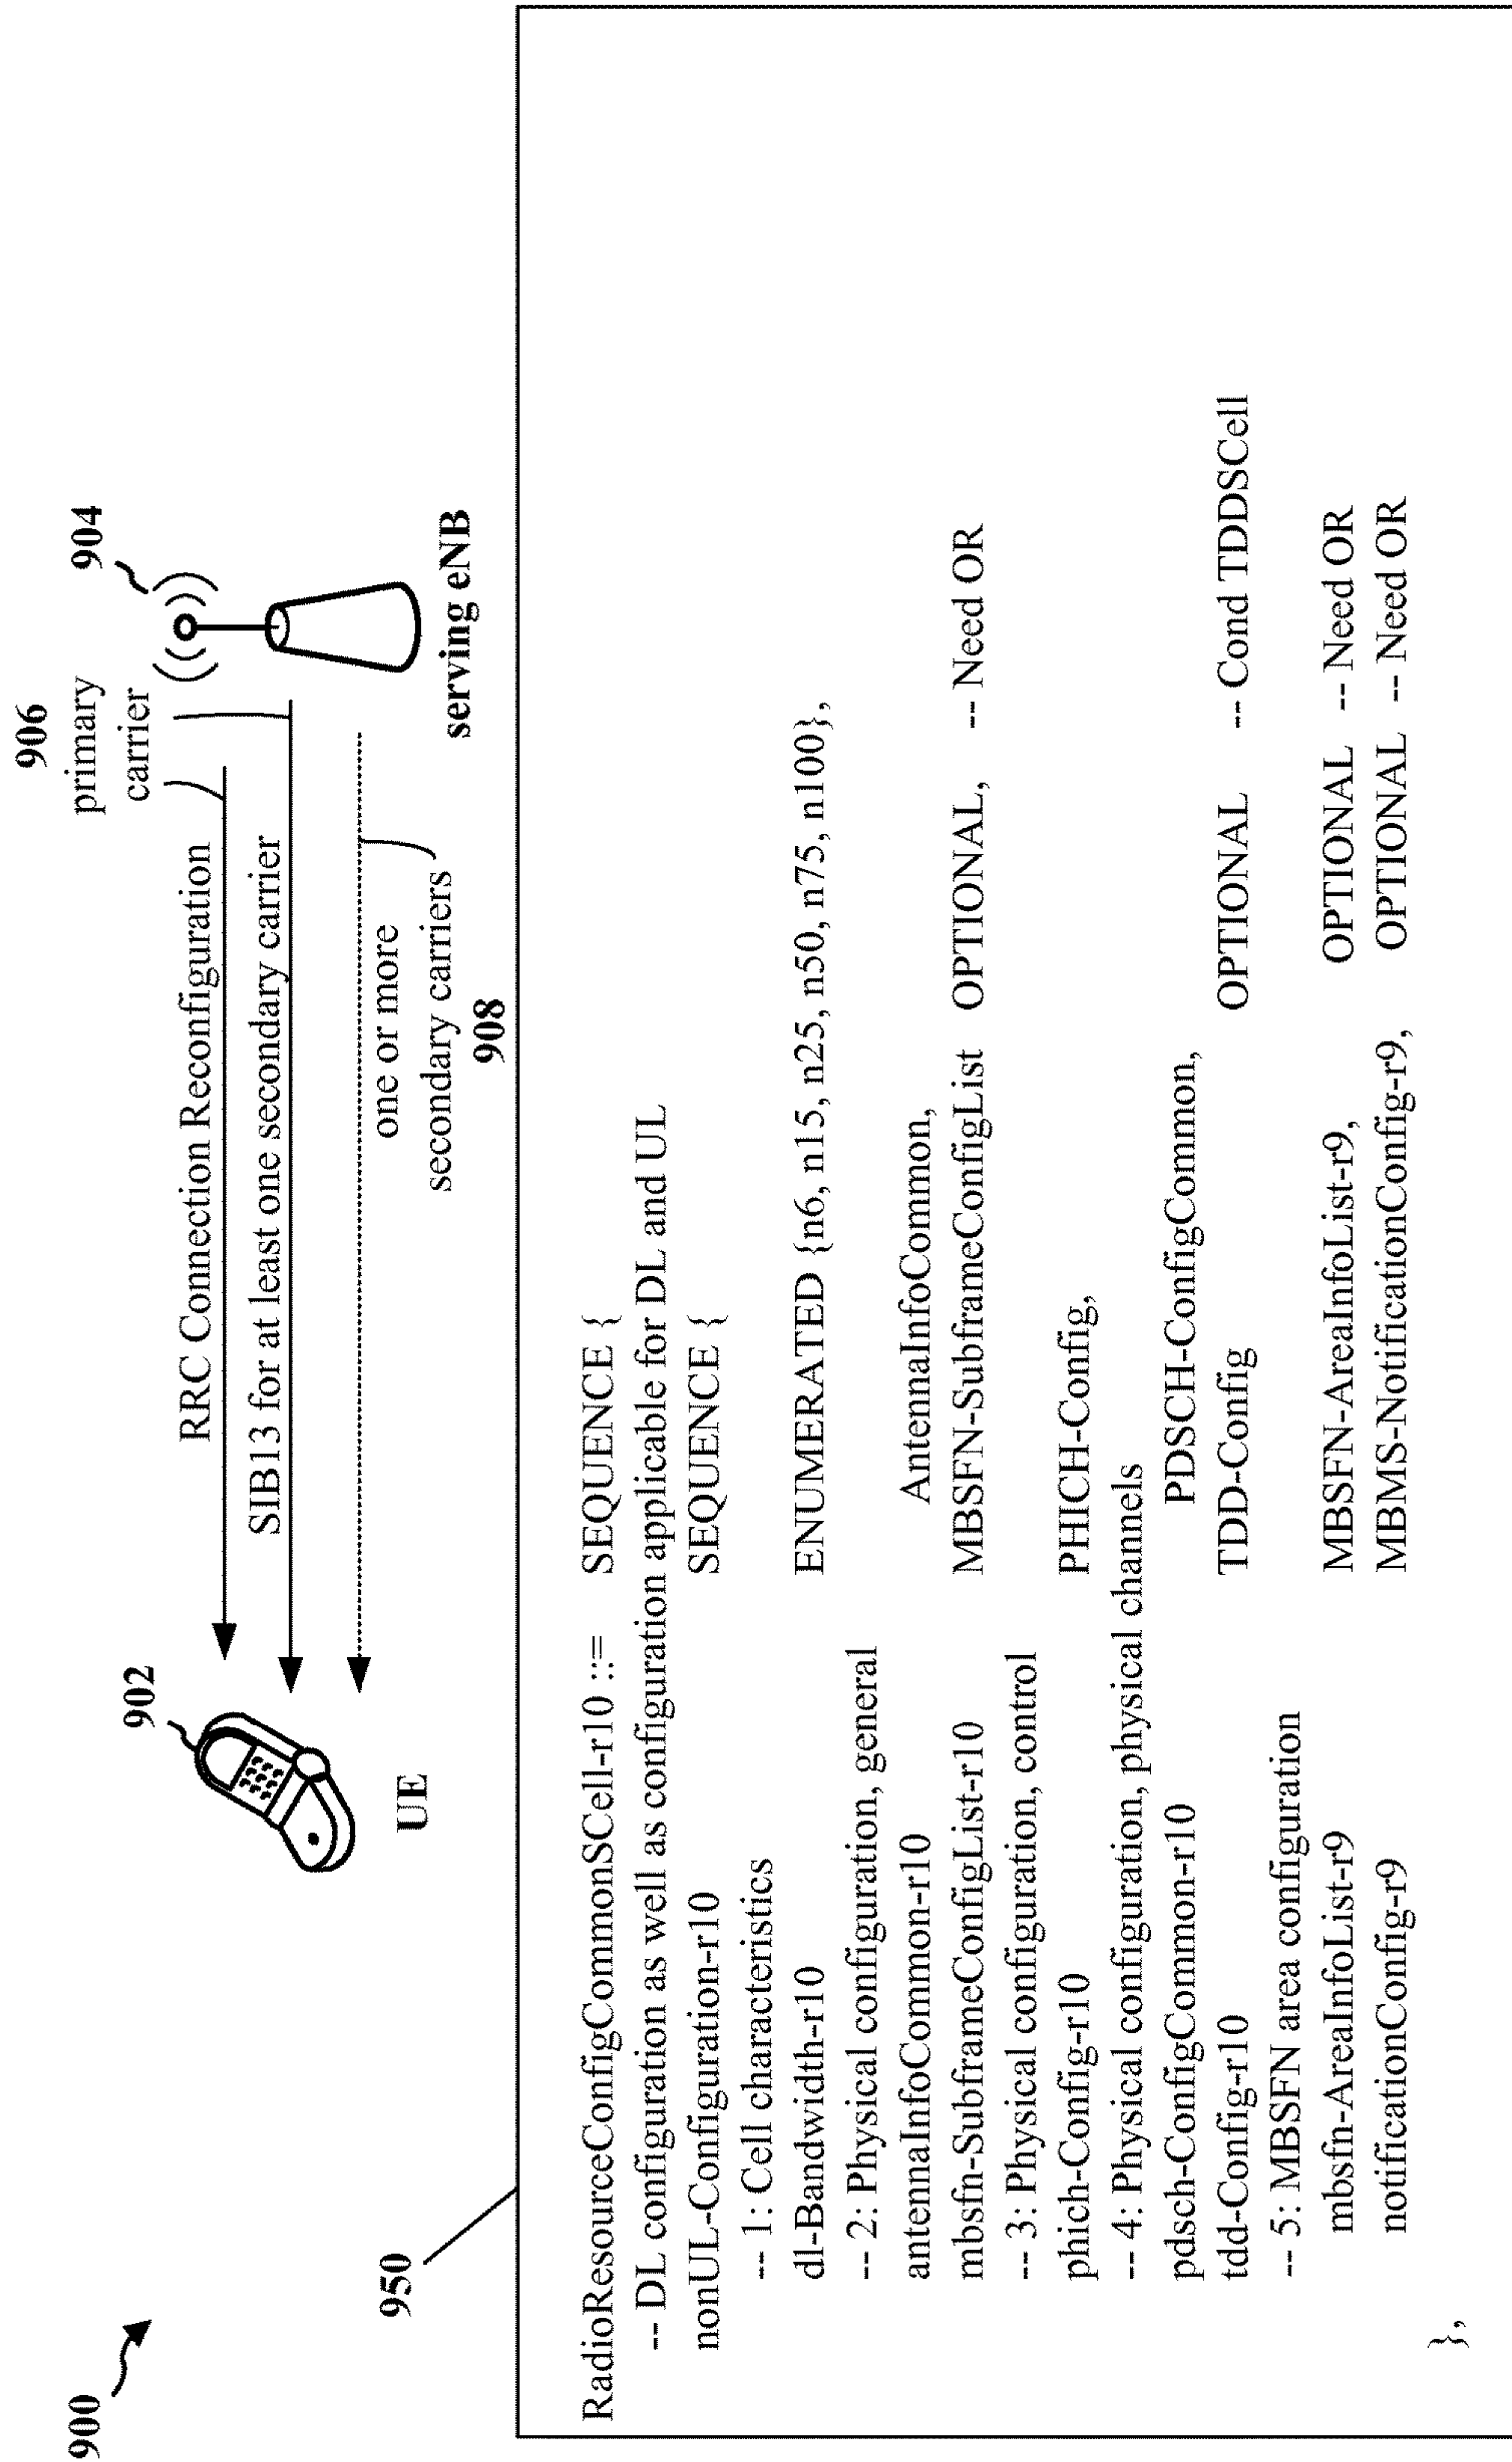 900
902
904
906
primary
carrier
RRC Connection Reconfiguration
SIB13 for at least one secondary carrier
one or more
secondary carriers
908
UE
serving eNB
950
RadioResourceConfigCommonSCell-r10 ::= SEQUENCE {
-- DL configuration as well as configuration applicable for DL and UL
nonUL-Configuration-r10 SEQUENCE {
-- 1: Cell characteristics
dl-Bandwidth-r10 ENUMERATED {n6, n15, n25, n50, n75, n100},
-- 2: Physical configuration, general
antennaInfoCommon-r10 AntennaInfoCommon,
mbsfn-SubframeConfigList-r10 MBSFN-SubframeConfigList OPTIONAL, -- Need OR
-- 3: Physical configuration, control
phich-Config-r10 PHICH-Config,
-- 4: Physical configuration, physical channels
pdsch-ConfigCommon-r10 PDSCH-ConfigCommon,
tdd-Config-r10 TDD-Config OPTIONAL -- Cond TDDSCell
-- 5: MBSFN area configuration
mbsfn-AreaInfoList-r9 MBSFN-AreaInfoList-r9, OPTIONAL -- Need OR
notificationConfig-r9 MBMS-NotificationConfig-r9, OPTIONAL -- Need OR
},